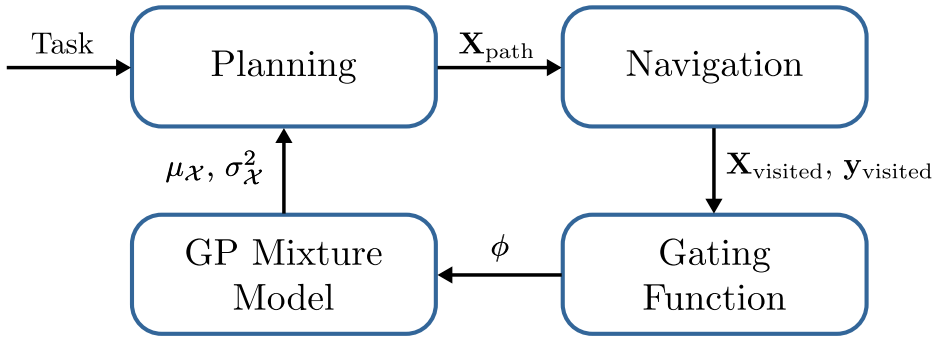 Task
Planning
X_path
Navigation
μ_𝒳, σ²_𝒳
X_visited, y_visited
GP Mixture
Model
ϕ
Gating
Function